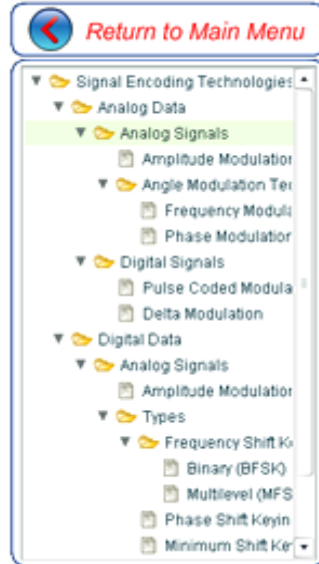 Return to Main Menu
Signal Encoding Technologies
Analog Data
Analog Signals
Amplitude Modulation
Angle Modulation Te
Frequency Modula
Phase Modulation
Digital Signals
Pulse Coded Modula
Delta Modulation
Digital Data
Analog Signals
Amplitude Modulation
Types
Frequency Shift K
Binary (BFSK)
Multilevel (MFS
Phase Shift Keyin
Minimum Shift Ke